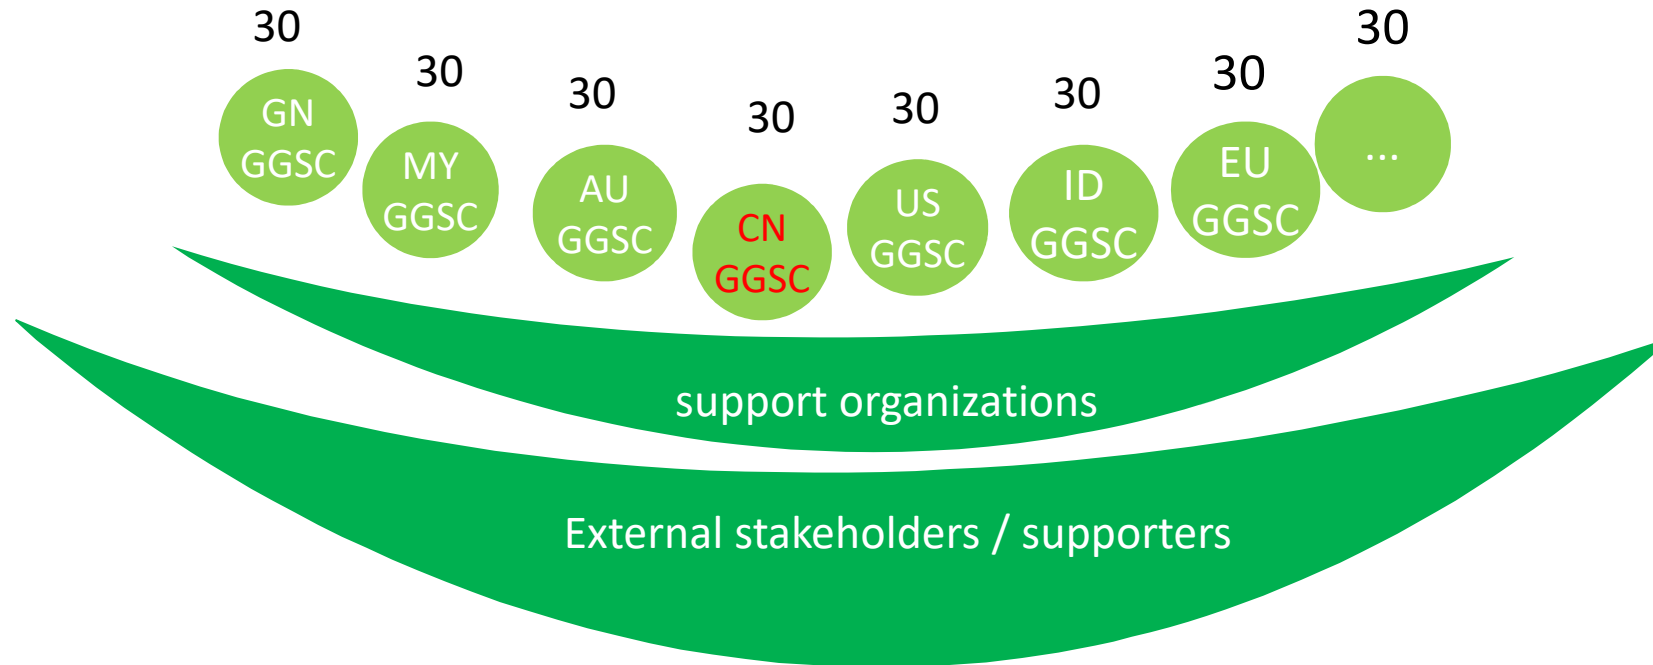 30
GN
GGSC
30
MY
GGSC
30
AU
GGSC
30
CN
GGSC
30
US
GGSC
30
ID
GGSC
30
EU
GGSC
30
...
support organizations
External stakeholders / supporters